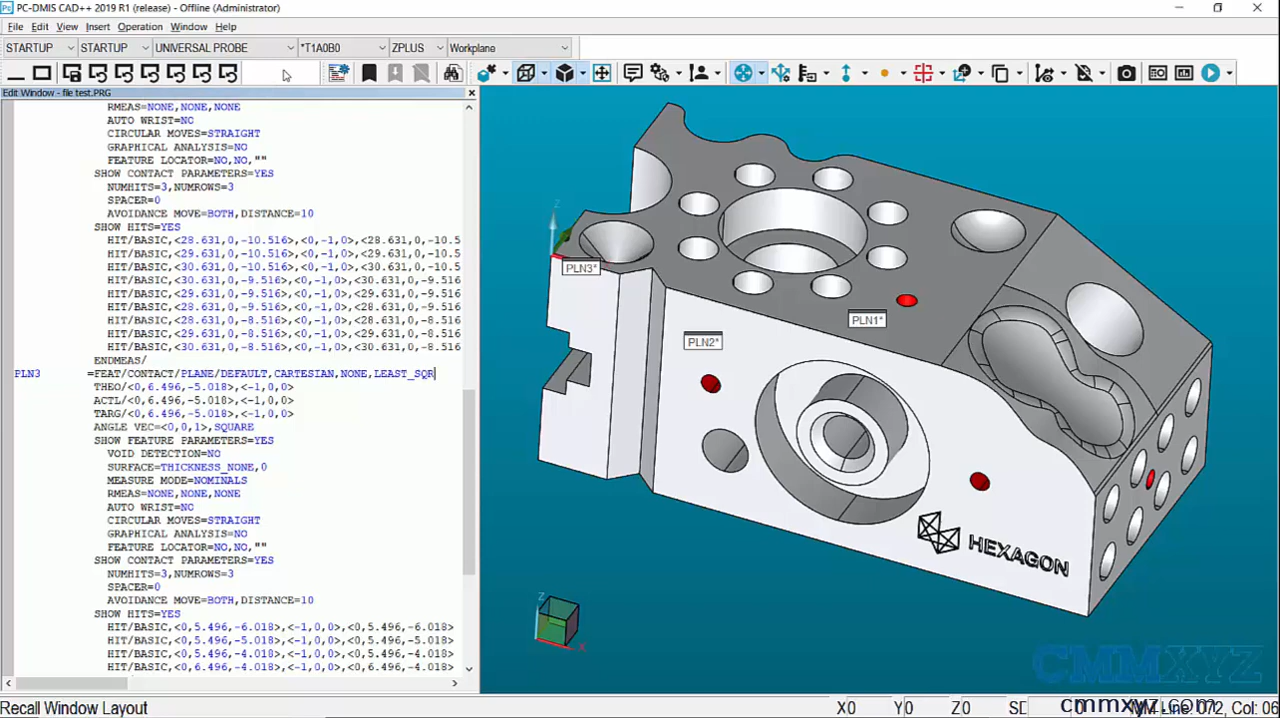 PC-DMIS CAD++ 2019 R1 (release) - Offline (Administrator)
File Edit View Insert Operation Window Help
STARTUP STARTUP UNIVERSAL PROBE *T1A0B0 ZPLUS Workplane
Edit Window - file test.PRG
RMEAS=NONE,NONE,NONE
AUTO WRIST=NO
CIRCULAR MOVES=STRAIGHT
GRAPHICAL ANALYSIS=NO
FEATURE LOCATOR=NO,NO,""
SHOW CONTACT PARAMETERS=YES
NUMHITS=3,NUMROWS=3
SPACER=0
AVOIDANCE MOVE=BOTH,DISTANCE=10
SHOW HITS=YES
HIT/BASIC,<28.631,0,-10.516>,<0,-1,0>,<28.631,0,-10.5
HIT/BASIC,<29.631,0,-10.516>,<0,-1,0>,<29.631,0,-10.5
HIT/BASIC,<30.631,0,-10.516>,<0,-1,0>,<30.631,0,-10.5
HIT/BASIC,<30.631,0,-9.516>,<0,-1,0>,<30.631,0,-9.516
HIT/BASIC,<29.631,0,-9.516>,<0,-1,0>,<29.631,0,-9.516
HIT/BASIC,<28.631,0,-9.516>,<0,-1,0>,<28.631,0,-9.516
HIT/BASIC,<28.631,0,-8.516>,<0,-1,0>,<28.631,0,-8.516
HIT/BASIC,<29.631,0,-8.516>,<0,-1,0>,<29.631,0,-8.516
HIT/BASIC,<30.631,0,-8.516>,<0,-1,0>,<30.631,0,-8.516
ENDMEAS/
PLN3 =FEAT/CONTACT/PLANE/DEFAULT,CARTESIAN,NONE,LEAST_SQR
THEO/<0,6.496,-5.018>,<-1,0,0>
ACTL/<0,6.496,-5.018>,<-1,0,0>
TARG/<0,6.496,-5.018>,<-1,0,0>
ANGLE VEC=<0,0,1>,SQUARE
SHOW FEATURE PARAMETERS=YES
VOID DETECTION=NO
SURFACE=THICKNESS_NONE,0
MEASURE MODE=NOMINALS
RMEAS=NONE,NONE,NONE
AUTO WRIST=NO
CIRCULAR MOVES=STRAIGHT
GRAPHICAL ANALYSIS=NO
FEATURE LOCATOR=NO,NO,""
SHOW CONTACT PARAMETERS=YES
NUMHITS=3,NUMROWS=3
SPACER=0
AVOIDANCE MOVE=BOTH,DISTANCE=10
SHOW HITS=YES
HIT/BASIC,<0,5.496,-6.018>,<-1,0,0>,<0,5.496,-6.018>
HIT/BASIC,<0,5.496,-5.018>,<-1,0,0>,<0,5.496,-5.018>
HIT/BASIC,<0,5.496,-4.018>,<-1,0,0>,<0,5.496,-4.018>
HIT/BASIC,<0,6.496,-4.018>,<-1,0,0>,<0,6.496,-4.018>
Z
PLN3*
PLN1*
PLN2*
HEXAGON
Z
X
CMMXYZ
Recall Window Layout X0 Y0 Z0 SD MM Line: 072, Col: 06
cmmxyz.com